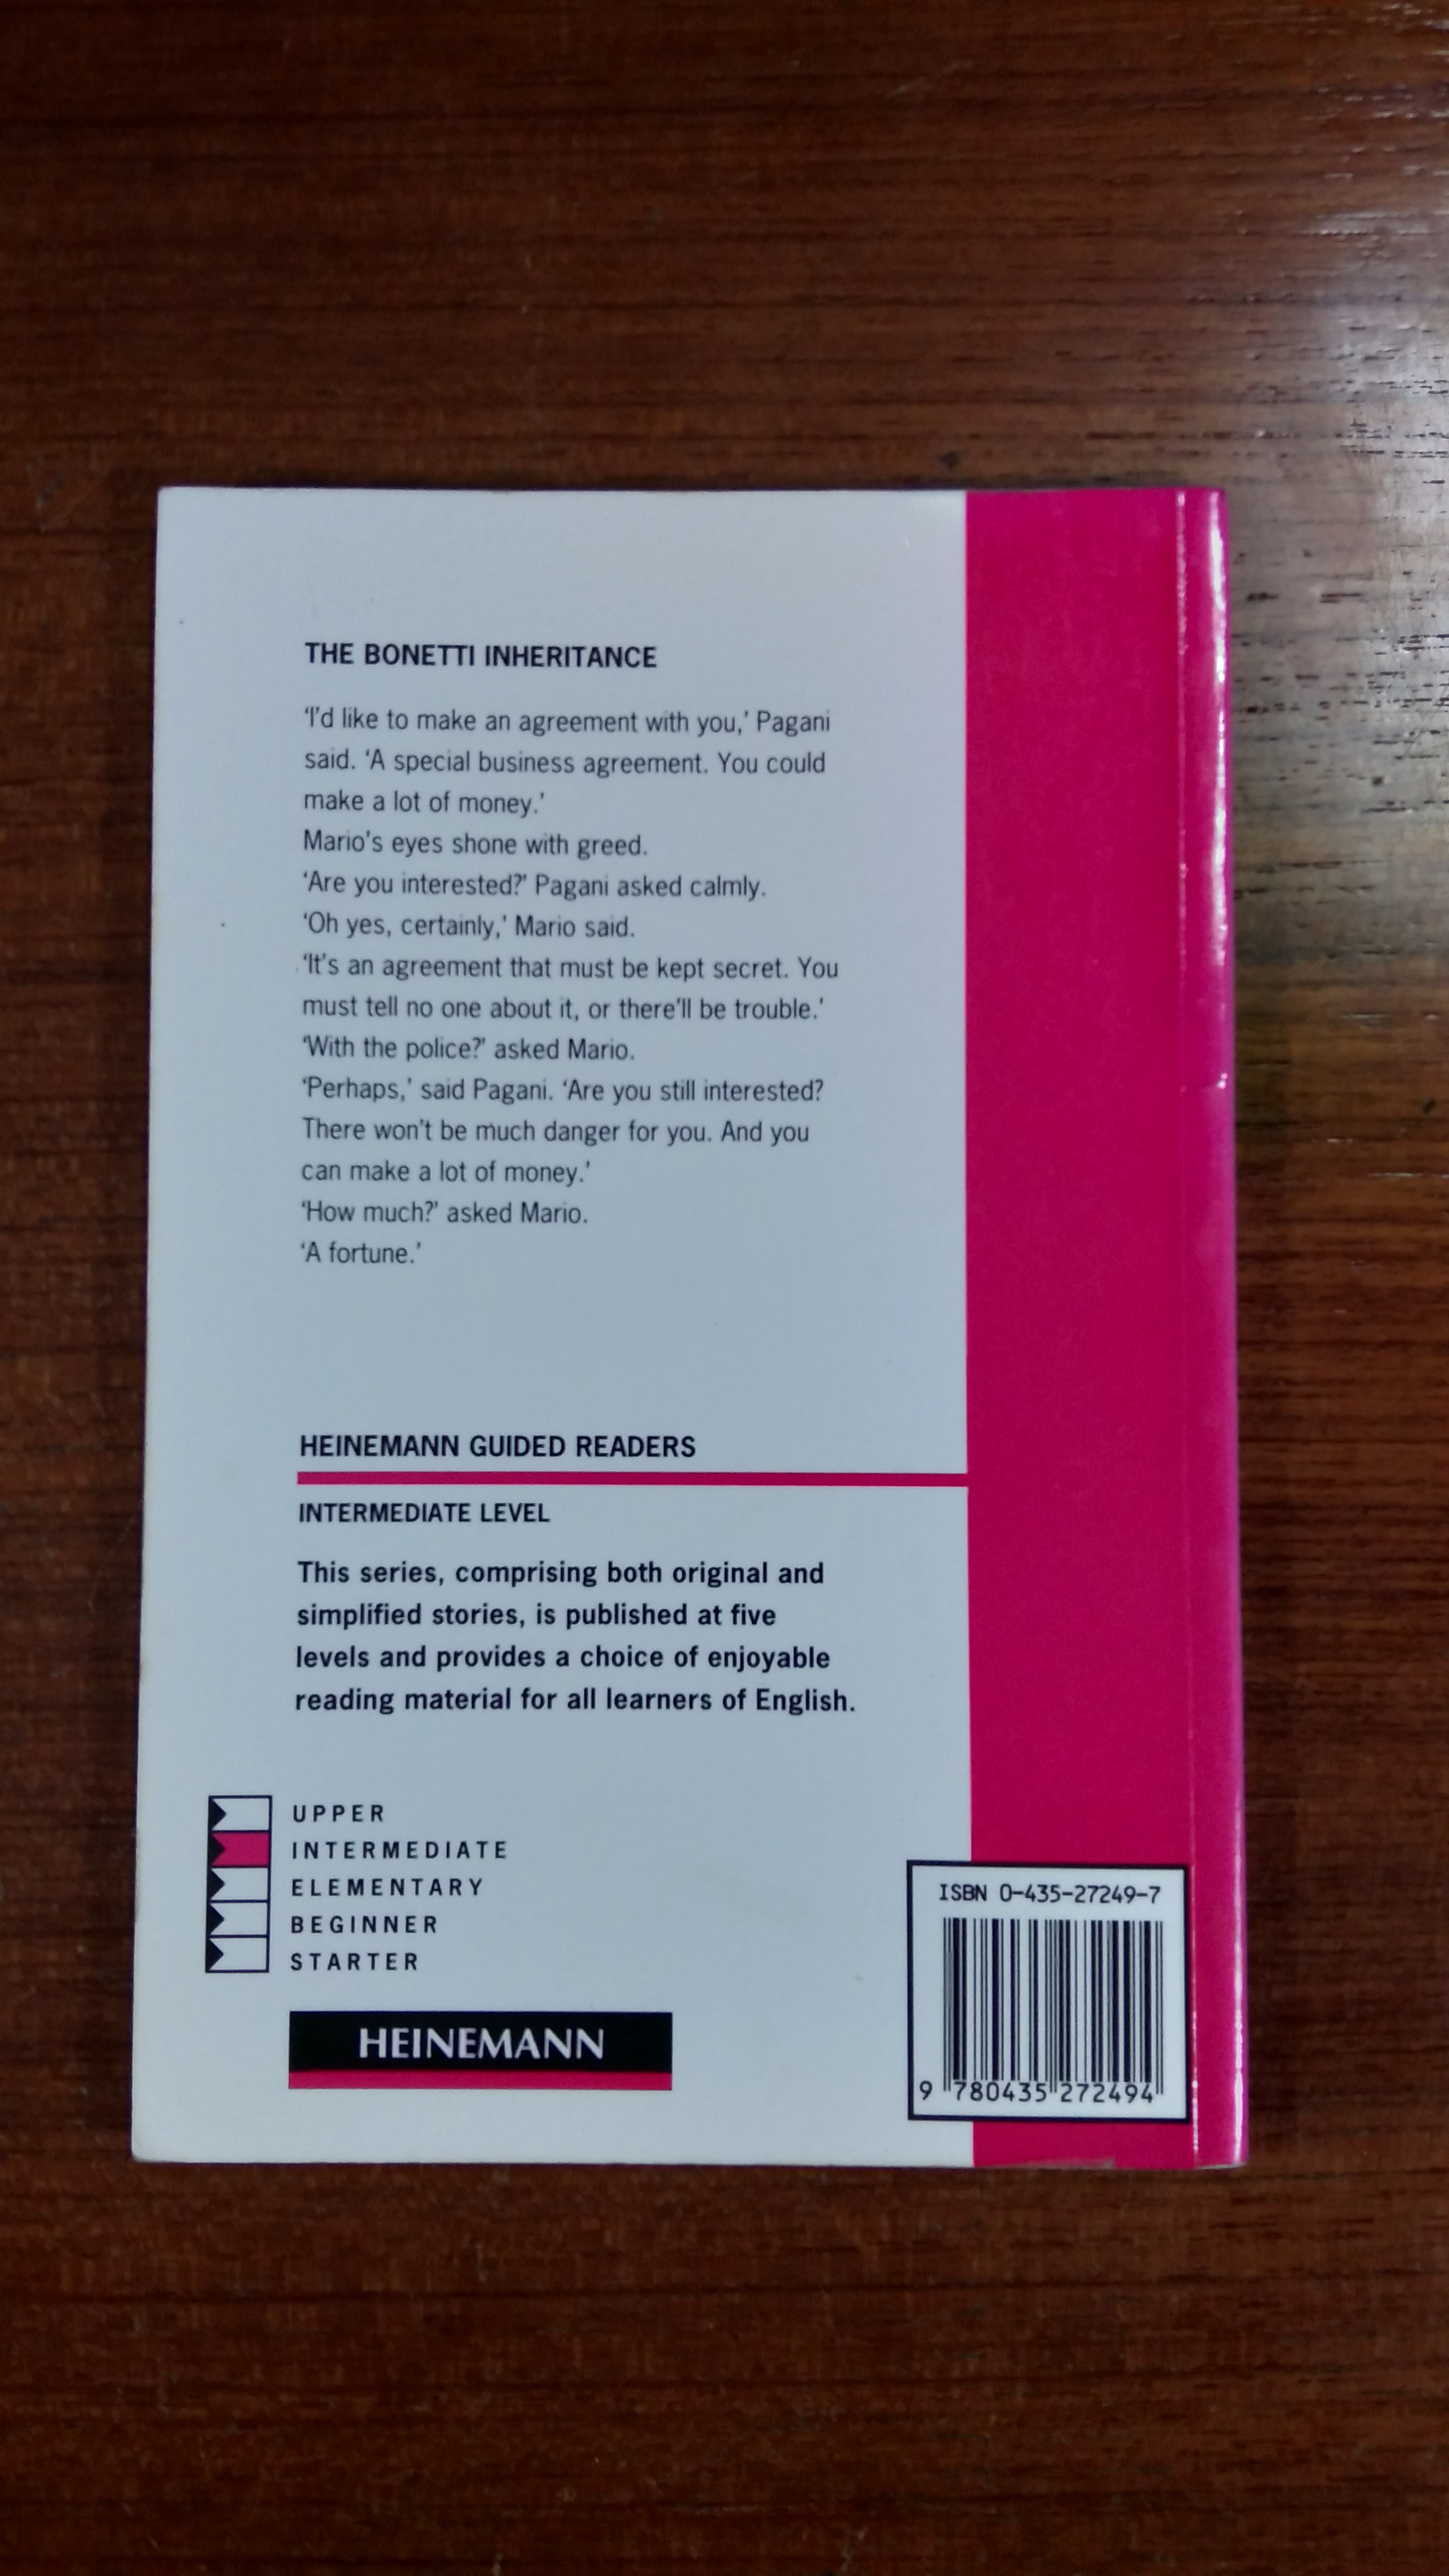 THE BONETTI INHERITANCE
‘I’d like to make an agreement with you,’ Pagani
said. ‘A special business agreement. You could
make a lot of money.’
Mario’s eyes shone with greed.
‘Are you interested?’ Pagani asked calmly.
‘Oh yes, certainly,’ Mario said.
‘It’s an agreement that must be kept secret. You
must tell no one about it, or there’ll be trouble.’
‘With the police?’ asked Mario.
‘Perhaps,’ said Pagani. ‘Are you still interested?
There won’t be much danger for you. And you
can make a lot of money.’
‘How much?’ asked Mario.
‘A fortune.’
HEINEMANN GUIDED READERS
INTERMEDIATE LEVEL
This series, comprising both original and
simplified stories, is published at five
levels and provides a choice of enjoyable
reading material for all learners of English.
UPPER
INTERMEDIATE
ELEMENTARY
BEGINNER
STARTER
HEINEMANN
ISBN 0-435-27249-7
9 780435 272494